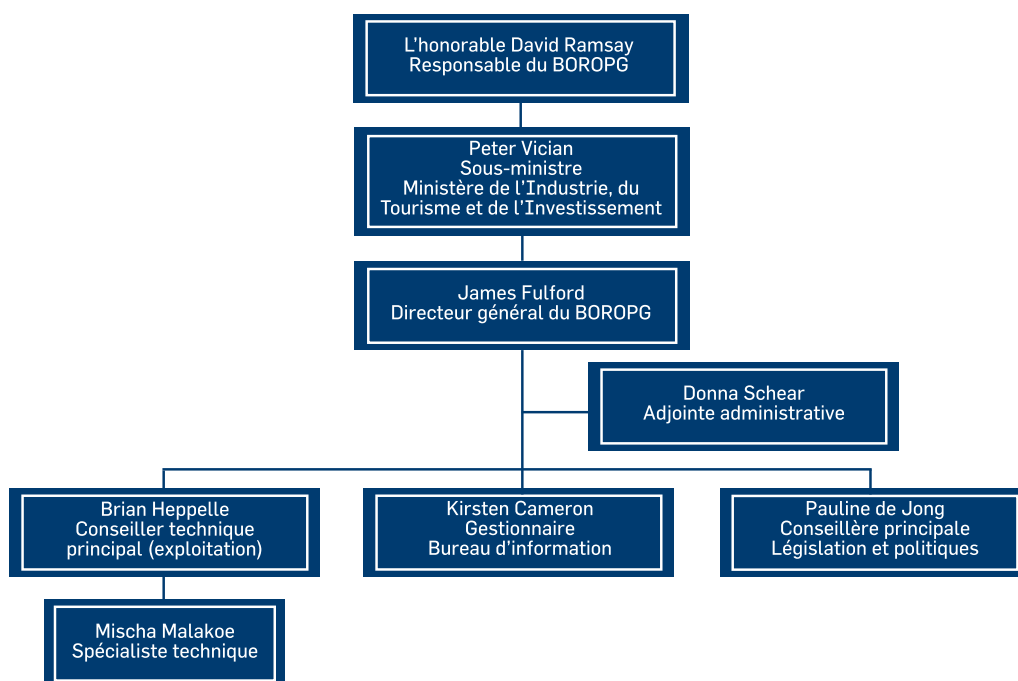 L'honorable David Ramsay
Responsable du BOROPG
Peter Vician
Sous-ministre
Ministère de l'Industrie, du
Tourisme et de l'Investissement
James Fulford
Directeur général du BOROPG
Donna Schear
Adjointe administrative
Brian Heppelle
Conseiller technique
principal (exploitation)
Kirsten Cameron
Gestionnaire
Bureau d'information
Pauline de Jong
Conseillère principale
Législation et politiques
Mischa Malakoe
Spécialiste technique